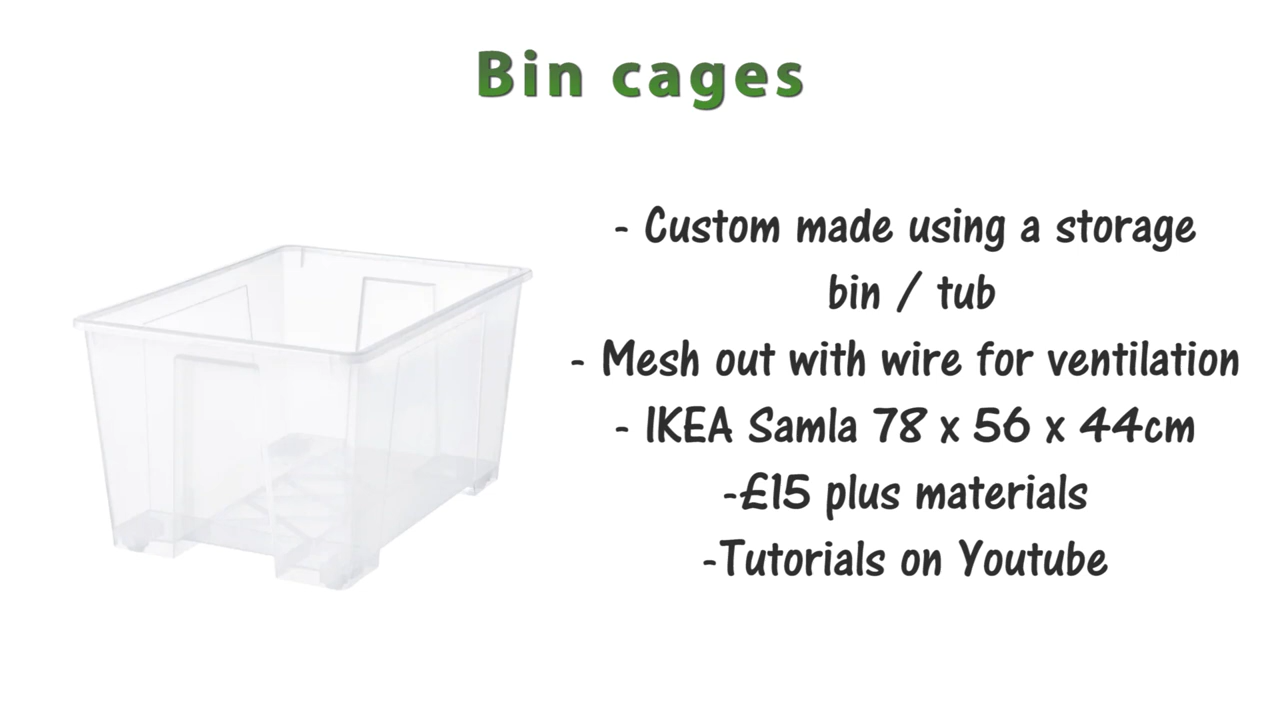 Bin cages
- Custom made using a storage
bin / tub
- Mesh out with wire for ventilation
- IKEA Samla 78 x 56 x 44cm
-£15 plus materials
-Tutorials on Youtube